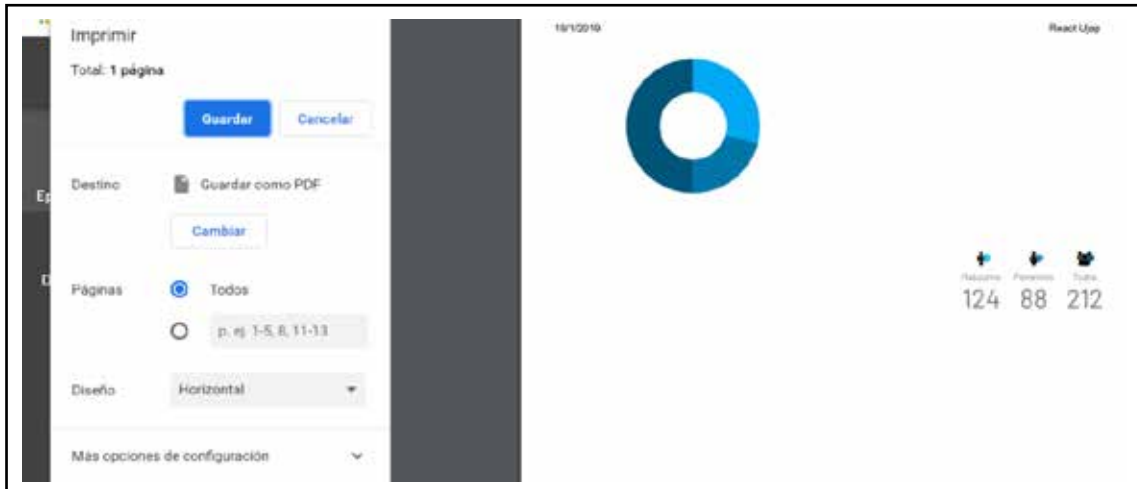 Imprimir
Total: 1 página
Guardar Cancelar
Destino Guardar como PDF
Cambiar
Páginas Todos
p. ej. 1-5, 8, 11-13
Diseño Horizontal
Más opciones de configuración
React Ujap
124 88 212